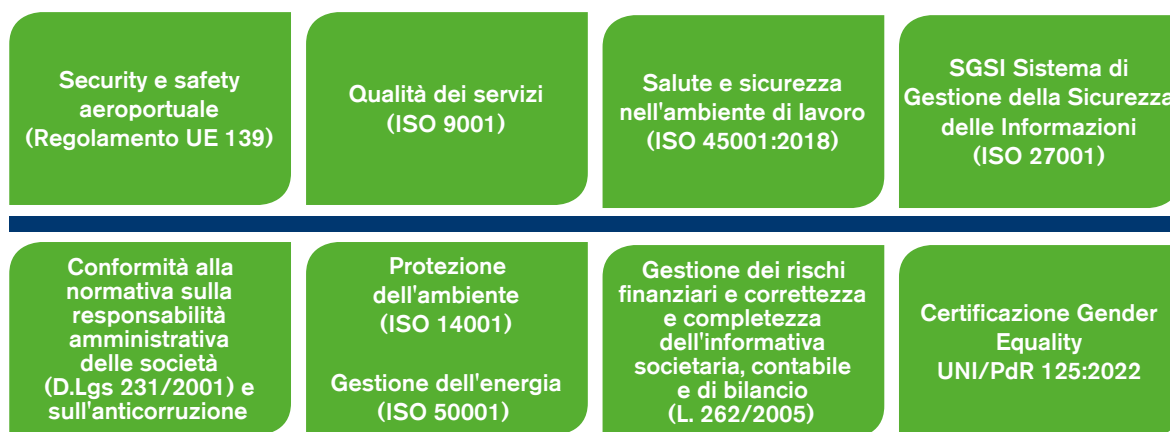 Security e safety
aeroportuale
(Regolamento UE 139)
Qualità dei servizi
(ISO 9001)
Salute e sicurezza
nell'ambiente di lavoro
(ISO 45001:2018)
SGSI Sistema di
Gestione della Sicurezza
delle Informazioni
(ISO 27001)
Conformità alla
normativa sulla
responsabilità
amministrativa
delle società
(D.Lgs 231/2001) e
sull'anticorruzione
Protezione
dell'ambiente
(ISO 14001)
Gestione dell'energia
(ISO 50001)
Gestione dei rischi
finanziari e correttezza
e completezza
dell'informativa
societaria, contabile
e di bilancio
(L. 262/2005)
Certificazione Gender
Equality
UNI/PdR 125:2022